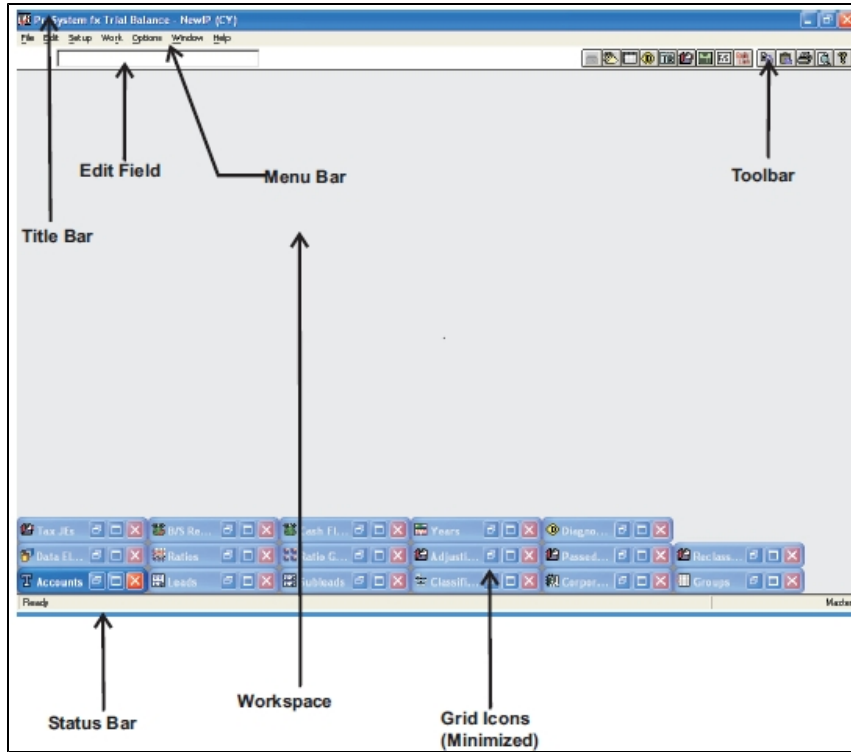 ProSystem fx Trial Balance - NewIP (CY)
File Edit Setup Work Options Window Help
Edit Field
Menu Bar
Toolbar
Title Bar
Tax JEs B/S Re... Cash Fl... Years Diagno...
Data El... Ratios Ratio G... Adjusti... Passed... Reclass...
Accounts Leads Subleads Classifi... Corpor... Groups
Ready Master
Workspace
Grid Icons
Status Bar
(Minimized)